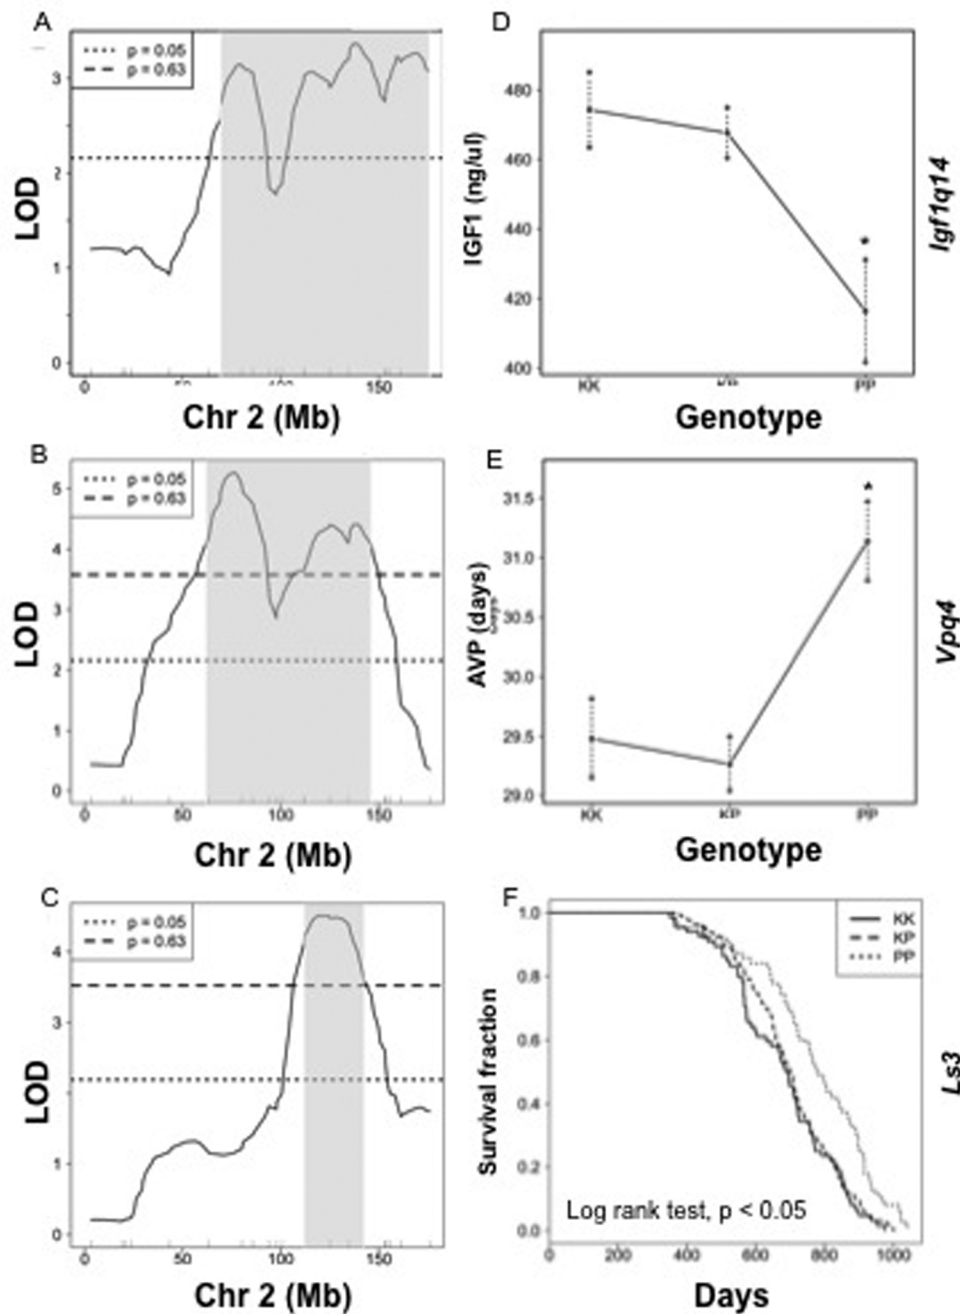 A
p = 0.05
p = 0.63
3
2
1
0
LOD
0
150
Chr 2 (Mb)
D
480
460
440
420
400
IGF1 (ng/ul)
KK
PP
Genotype
Igf1q14
B
p = 0.05
p = 0.63
5
4
3
2
1
0
LOD
0 50 100 150
Chr 2 (Mb)
E
31.5
31.0
30.5
30.0
29.5
29.0
AVP (days)
KK KP PP
Genotype
Vpq4
C
p = 0.05
p = 0.63
4
3
1
0
LOD
0 50 100 150
Chr 2 (Mb)
F
KK
KP
PP
1.0
0.8
0.6
0.4
0.2
0.0
Survival fraction
Log rank test, p < 0.05
0 200 400 600 800 1000
Days
Ls3